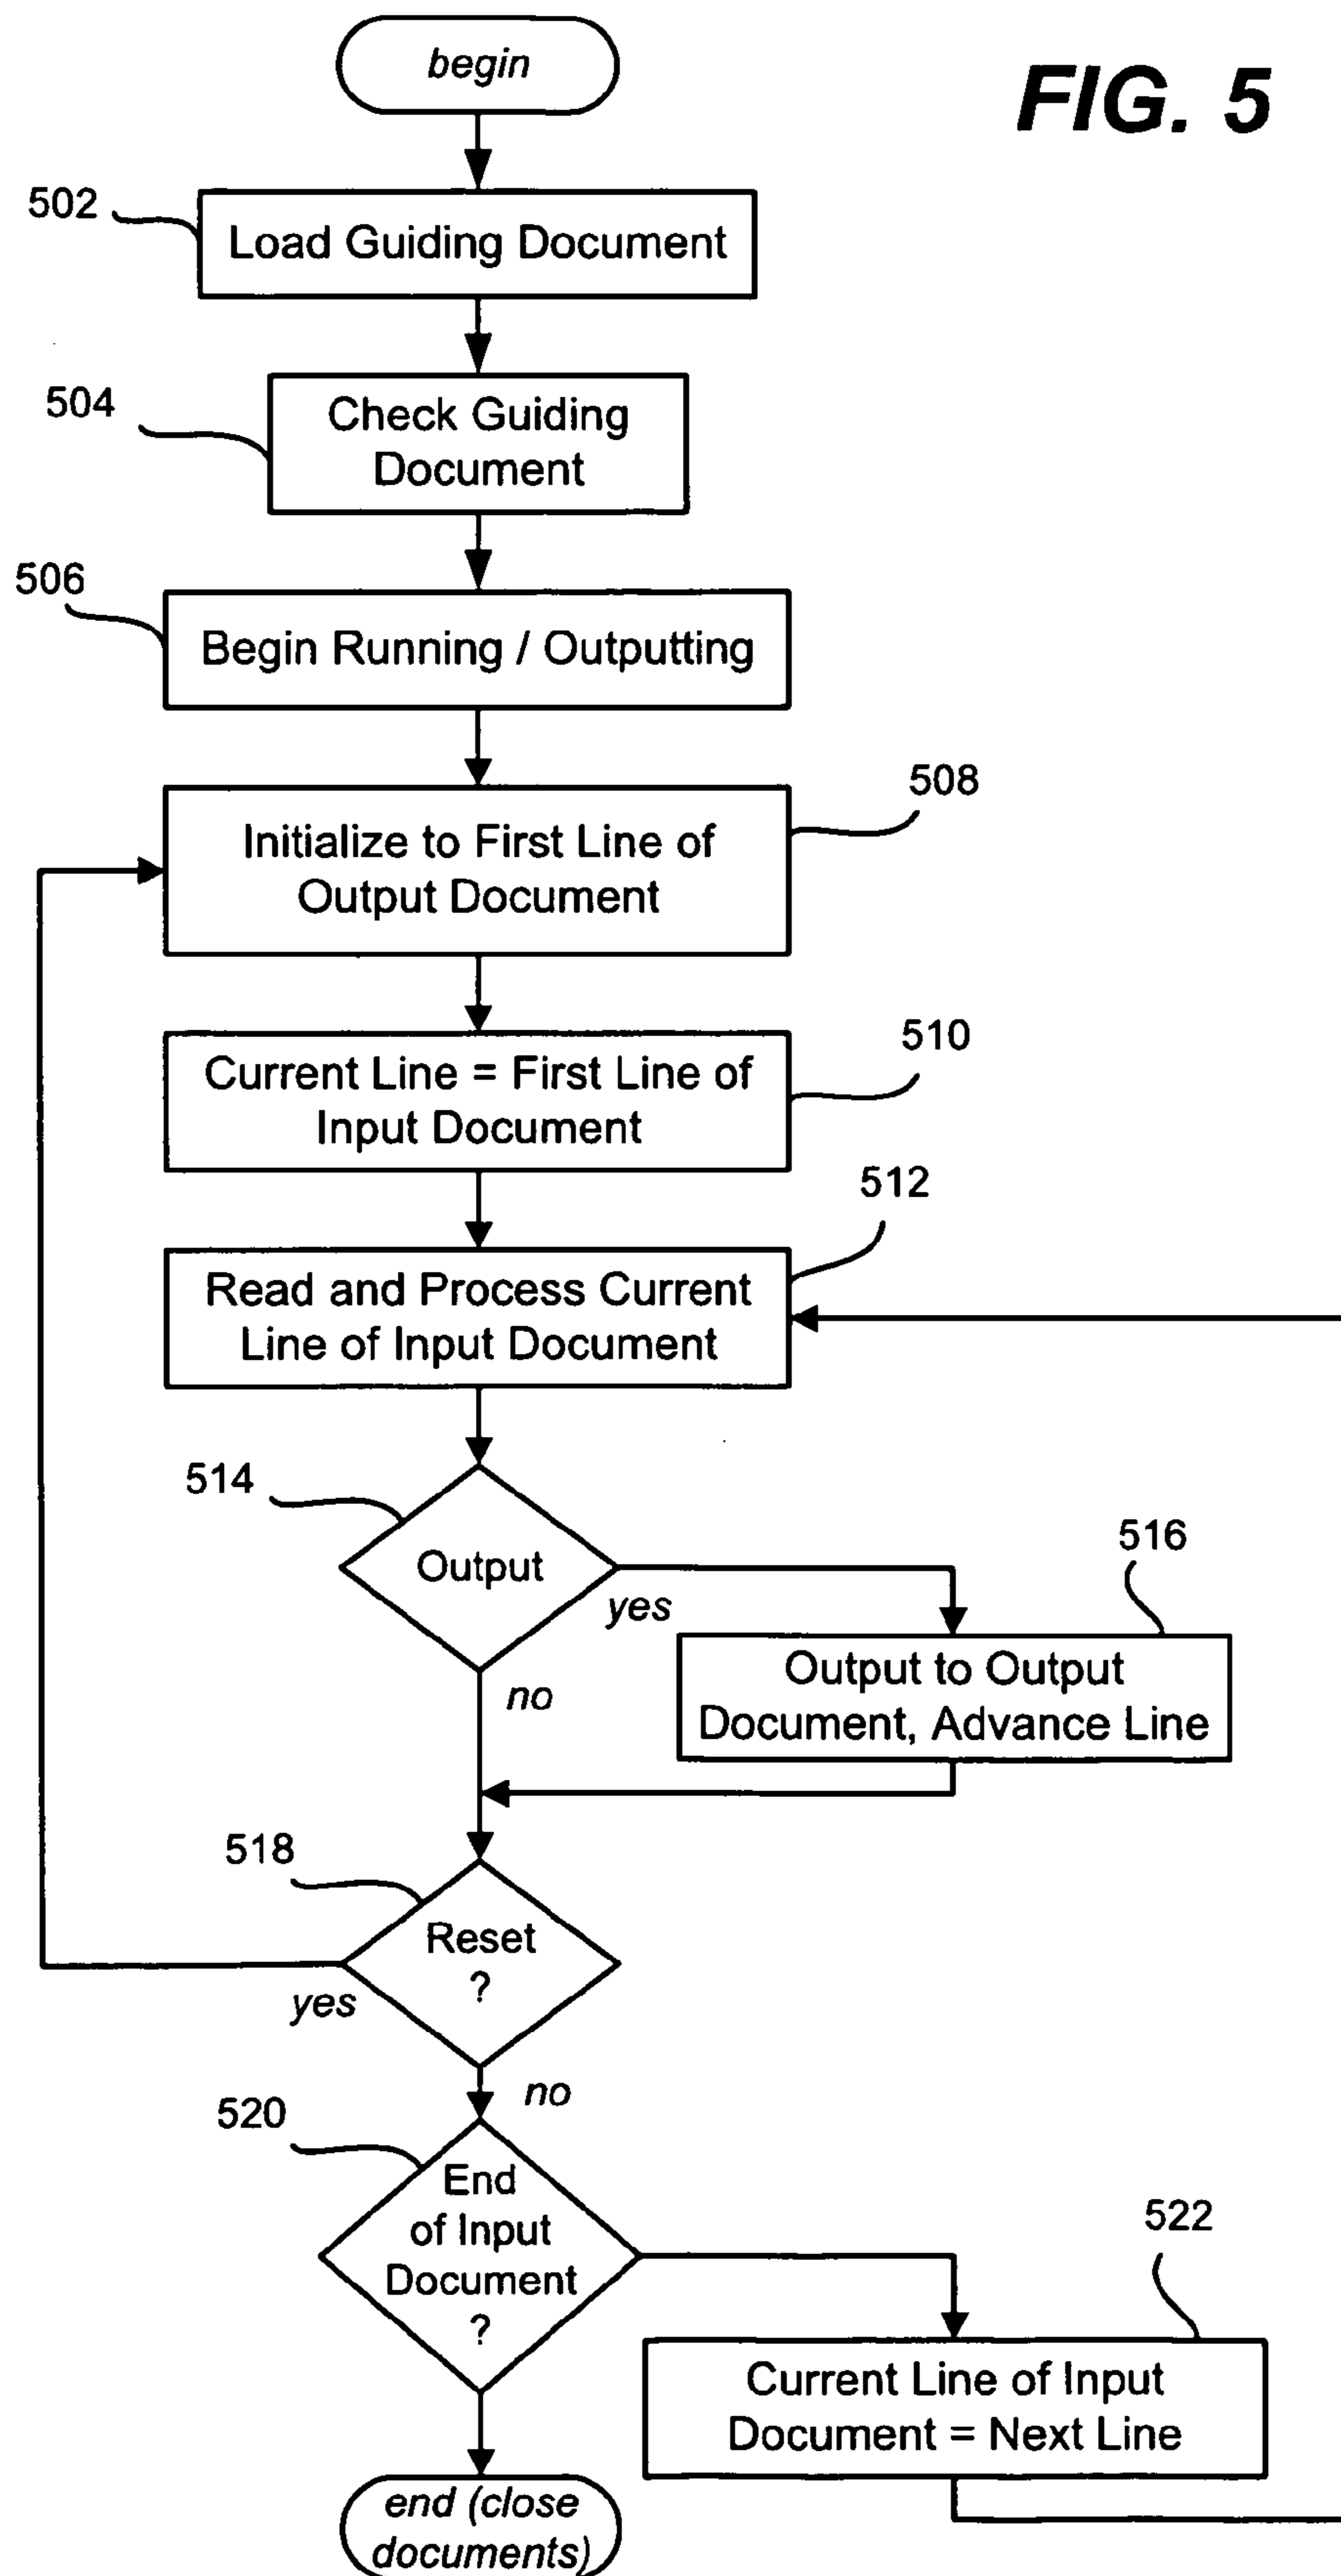 begin
FIG. 5
502
Load Guiding Document
504
Check Guiding
Document
506
Begin Running / Outputting
508
Initialize to First Line of
Output Document
510
Current Line = First Line of
Input Document
512
Read and Process Current
Line of Input Document
514
Output
yes
no
516
Output to Output
Document, Advance Line
518
Reset
?
yes
no
520
End
of Input
Document
?
522
Current Line of Input
Document = Next Line
end (close
documents)